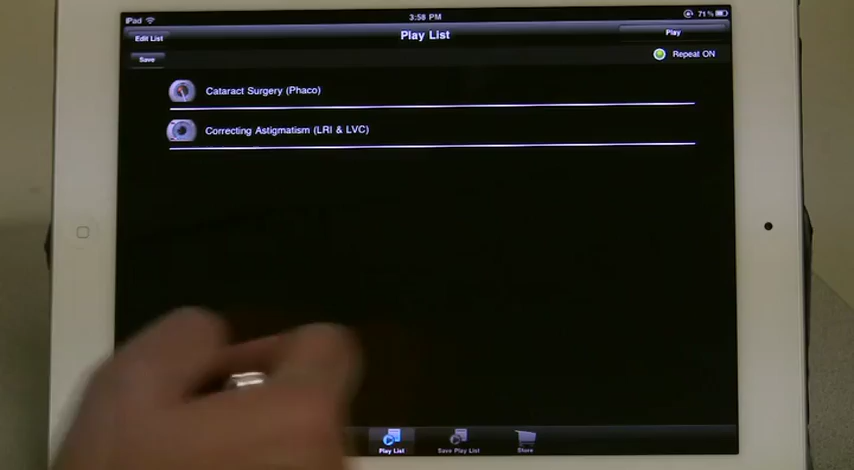 iPad 3:58 PM 71%
Edit List Play List Play
Save Repeat ON
Cataract Surgery (Phaco)
Correcting Astigmatism (LRI & LVC)
Play List Save Play List Store